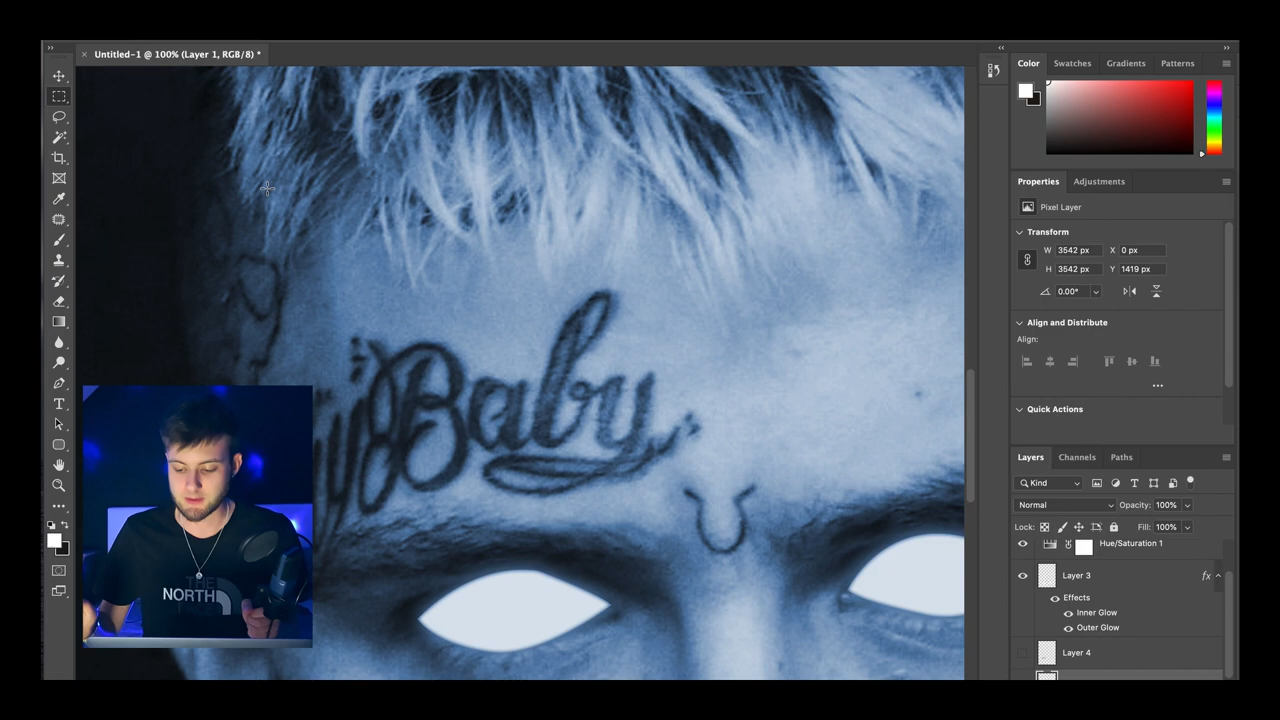 Untitled-1 @ 100% (Layer 1, RGB/8) *
Color
Swatches
Gradients
Patterns
Properties
Adjustments
Pixel Layer
Transform
W 3542 px X 0 px
H 3542 px Y 1419 px
0.00°
Align and Distribute
Align:
Quick Actions
Layers
Channels
Paths
Kind
Normal
Opacity: 100%
Lock:
Fill: 100%
Hue/Saturation 1
Layer 3
fx
Effects
Inner Glow
Outer Glow
Layer 4
Baby
THE
NORTH